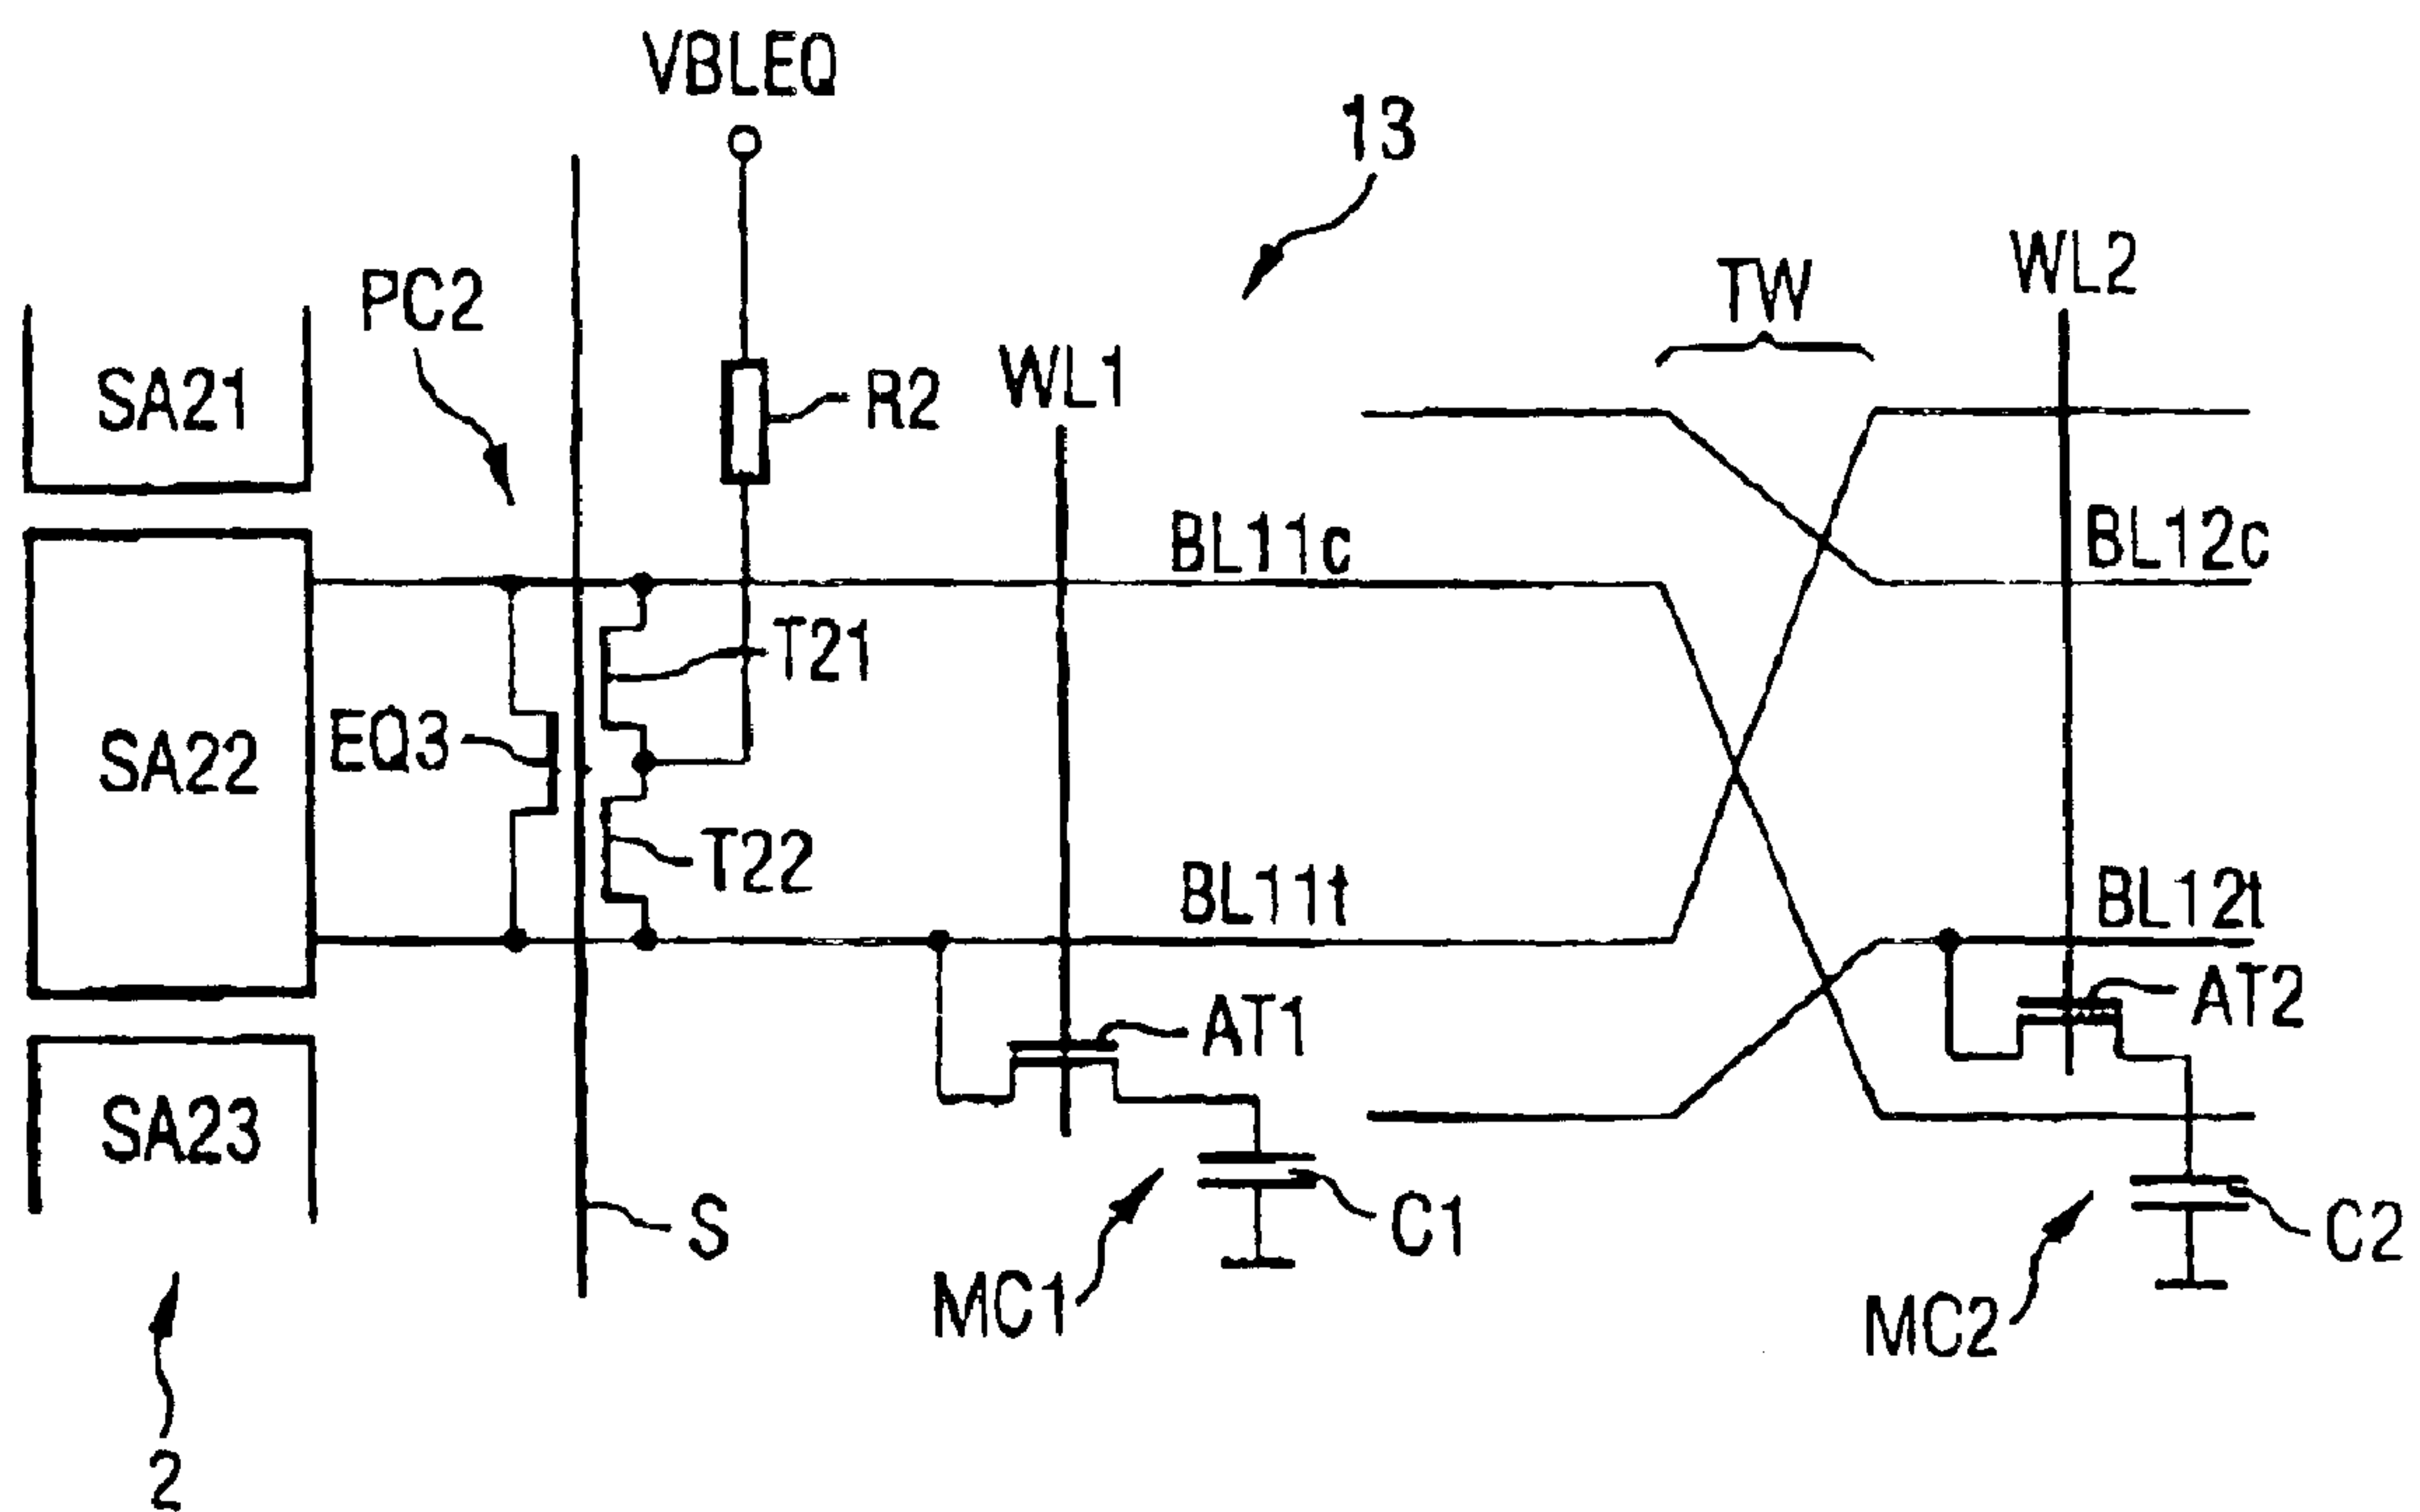 VBLEQ
13
PC2
TW
WL2
SA21
R2
WL1
BL11c
BL12c
T21
EQ3
SA22
T22
BL11t
BL12t
AT1
AT2
SA23
S
C1
C2
MC1
MC2
2